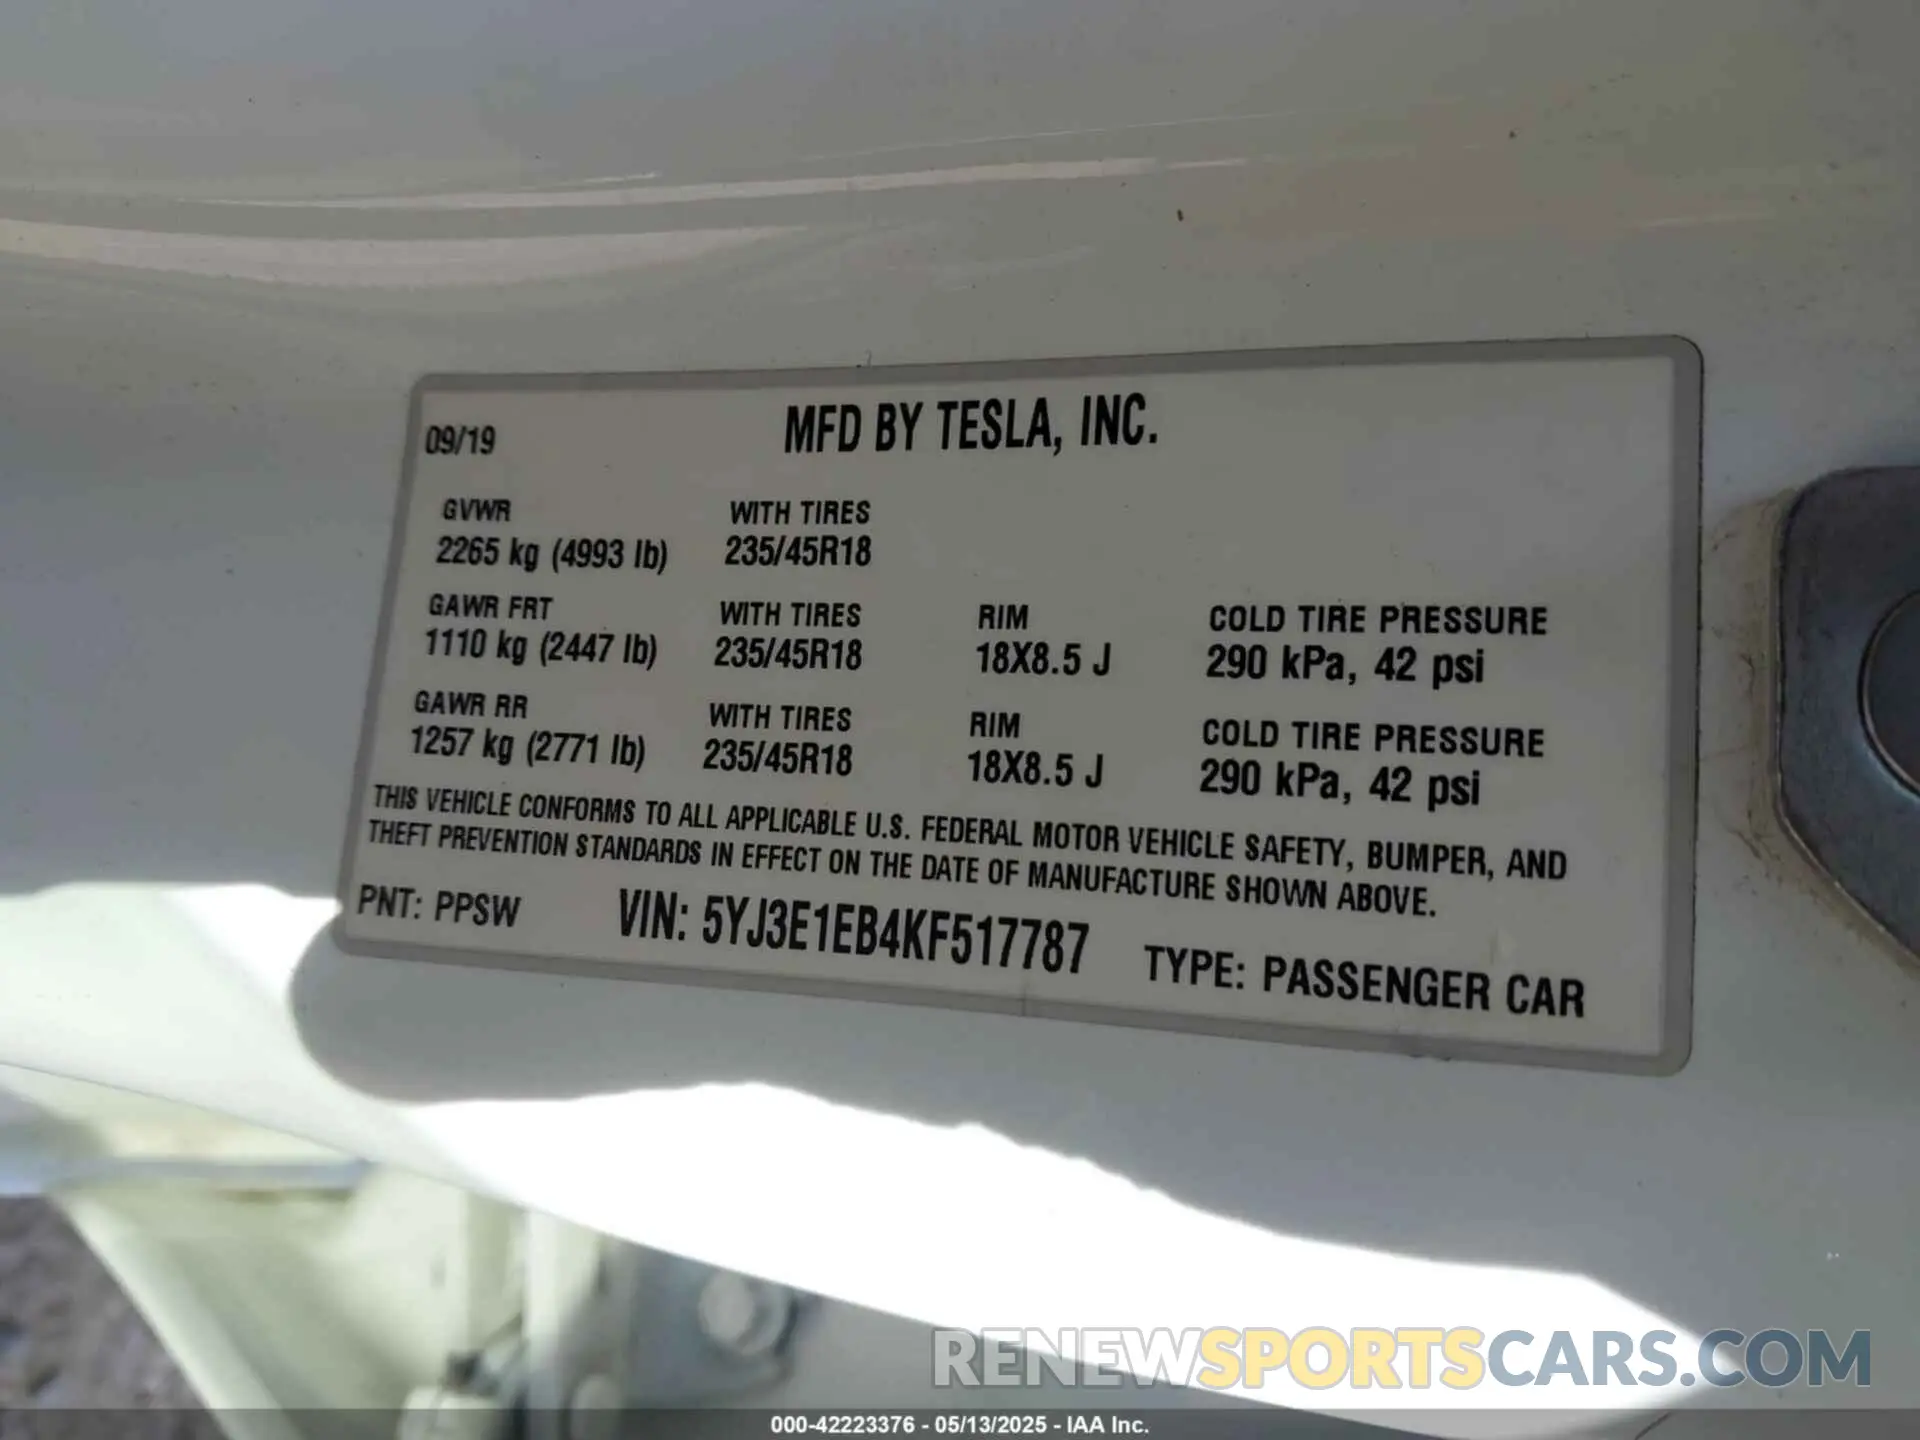 09/19 MFD BY TESLA, INC.
GVWR WITH TIRES
2265 kg (4993 lb) 235/45R18
GAWR FRT WITH TIRES RIM COLD TIRE PRESSURE
1110 kg (2447 lb) 235/45R18 18X8.5 J 290 kPa, 42 psi
GAWR RR WITH TIRES RIM COLD TIRE PRESSURE
1257 kg (2771 lb) 235/45R18 18X8.5 J 290 kPa, 42 psi
THIS VEHICLE CONFORMS TO ALL APPLICABLE U.S. FEDERAL MOTOR VEHICLE SAFETY, BUMPER, AND
THEFT PREVENTION STANDARDS IN EFFECT ON THE DATE OF MANUFACTURE SHOWN ABOVE.
PNT: PPSW VIN: 5YJ3E1EB4KF517787 TYPE: PASSENGER CAR
RENEWSPORTSCARS.COM
000-42223376 - 05/13/2025 - IAA Inc.